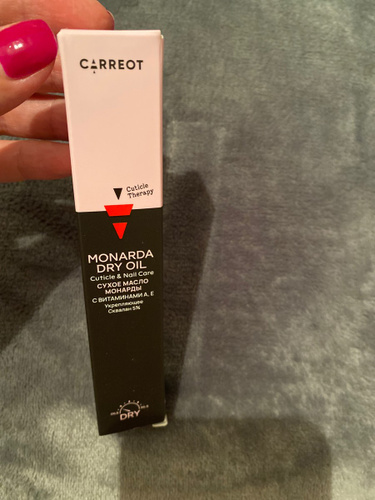 CARREOT
Cuticle
Therapy
MONARDA
DRY OIL
Cuticle & Nail Care
СУХОЕ МАСЛО
МОНАРДЫ
С ВИТАМИНАМИ А, Е
Укрепляющее
Сквалан 5%
DRY